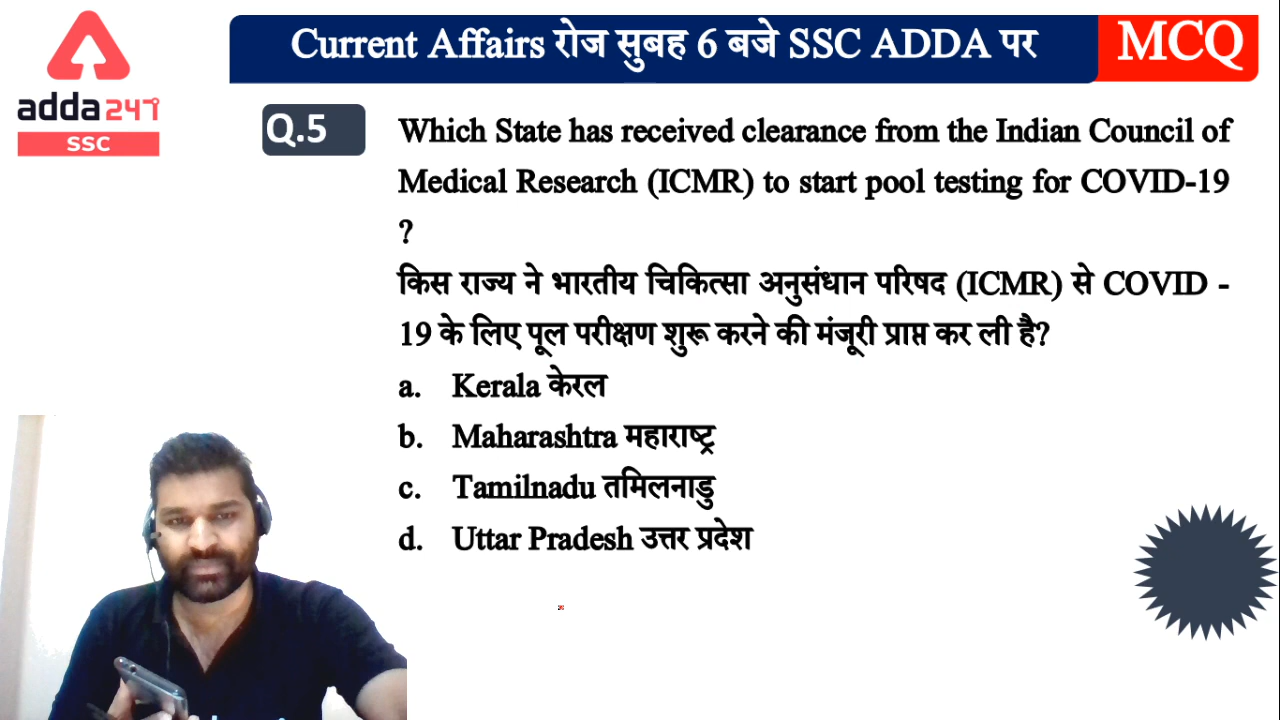 Current Affairs रोज सुबह 6 बजे SSC ADDA पर
MCQ
adda 247
SSC
Q.5
Which State has received clearance from the Indian Council of
Medical Research (ICMR) to start pool testing for COVID-19
?
किस राज्य ने भारतीय चिकित्सा अनुसंधान परिषद (ICMR) से COVID -
19 के लिए पूल परीक्षण शुरू करने की मंजूरी प्राप्त कर ली है?
a. Kerala केरल
b. Maharashtra महाराष्ट्र
c. Tamilnadu तमिलनाडु
d. Uttar Pradesh उत्तर प्रदेश